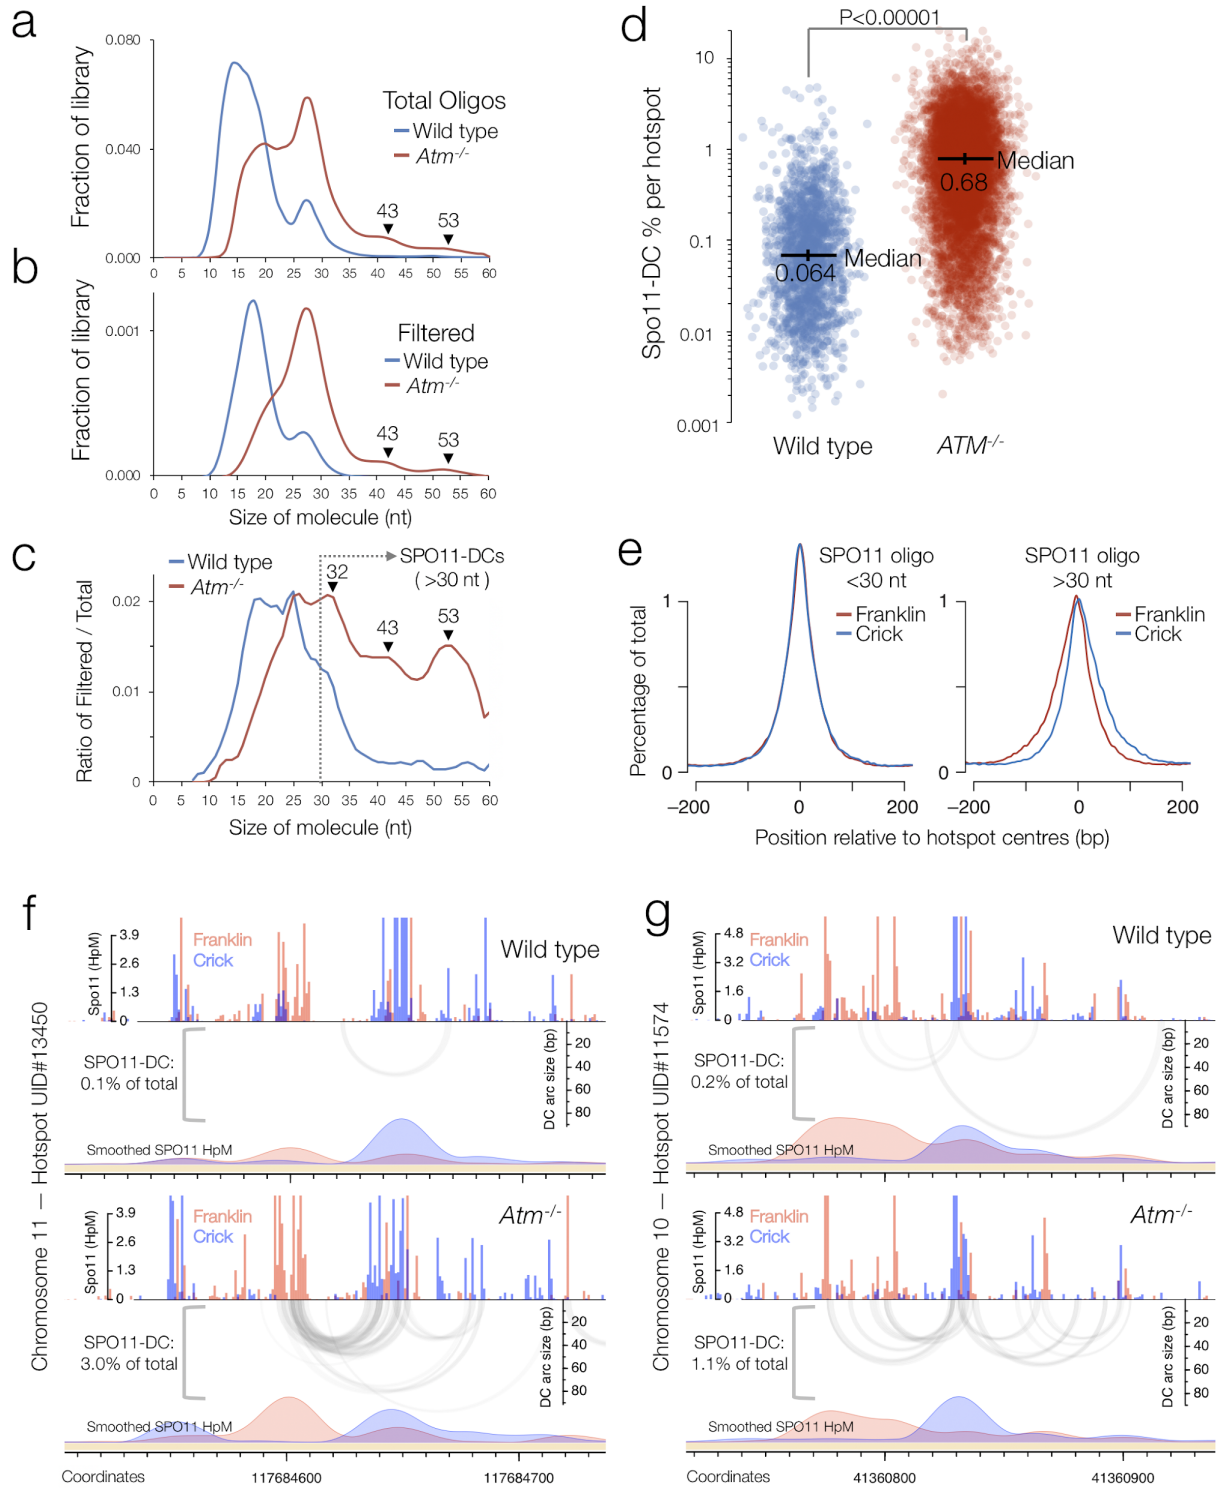 a
Fraction of library
0.080
0.040
0.000
Total Oligos
Wild type
Atm-/-
43
53
0 5 10 15 20 25 30 35 40 45 50 55 60
b
Fraction of library
0.001
0.000
Filtered
Wild type
Atm-/-
43
53
0 5 10 15 20 25 30 35 40 45 50 55 60
Size of molecule (nt)
c
Ratio of Filtered / Total
0.02
0.01
0
Wild type
Atm-/-
SPO11-DCs
( >30 nt )
32
43
53
0 5 10 15 20 25 30 35 40 45 50 55 60
Size of molecule (nt)
d
Spo11-DC % per hotspot
10
1
0.1
0.01
0.001
P<0.00001
Median
0.064
Median
0.68
Wild type
ATM-/-
e
Percentage of total
1
0
SPO11 oligo
<30 nt
Franklin
Crick
−200 0 200
1
0
SPO11 oligo
>30 nt
Franklin
Crick
−200 0 200
Position relative to hotspot centres (bp)
f
Chromosome 11 — Hotspot UID#13450
Spo11 (HpM)
3.9
2.6
1.3
0
Franklin
Crick
Wild type
SPO11-DC:
0.1% of total
DC arc size (bp)
20
40
60
80
Smoothed SPO11 HpM
Spo11 (HpM)
3.9
2.6
1.3
0
Franklin
Crick
Atm-/-
SPO11-DC:
3.0% of total
DC arc size (bp)
20
40
60
80
Smoothed SPO11 HpM
Coordinates
117684600
117684700
g
Chromosome 10 — Hotspot UID#11574
Spo11 (HpM)
4.8
3.2
1.6
0
Franklin
Crick
Wild type
SPO11-DC:
0.2% of total
DC arc size (bp)
20
40
60
80
Smoothed SPO11 HpM
Spo11 (HpM)
4.8
3.2
1.6
0
Franklin
Crick
Atm-/-
SPO11-DC:
1.1% of total
DC arc size (bp)
20
40
60
80
Smoothed SPO11 HpM
Coordinates
41360800
41360900